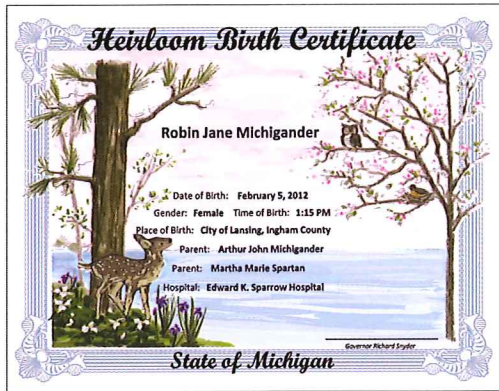 Heirloom Birth Certificate
Robin Jane Michigander
Date of Birth: February 5, 2012
Gender: Female Time of Birth: 1:15 PM
Place of Birth: City of Lansing, Ingham County
Parent: Arthur John Michigander
Parent: Martha Marie Spartan
Hospital: Edward K. Sparrow Hospital
Governor Richard Snyder
State of Michigan